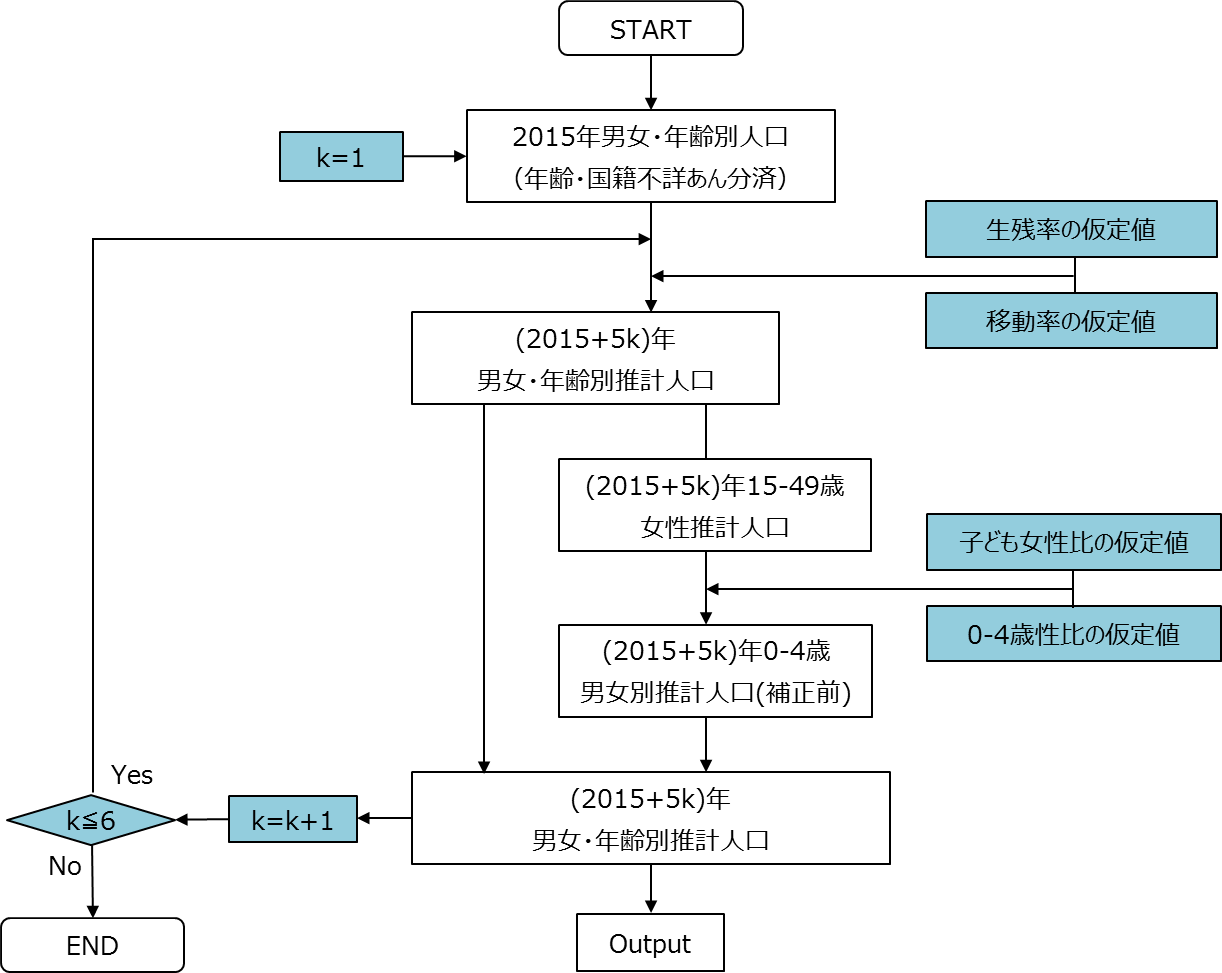 START
2015年男女・年齢別人口
（年齢・国籍不詳あん分済）
k=1
生残率の仮定値
移動率の仮定値
(2015+5k)年
男女・年齢別推計人口
(2015+5k)年15-49歳
女性推計人口
子ども女性比の仮定値
0-4歳性比の仮定値
(2015+5k)年0-4歳
男女別推計人口(補正前)
(2015+5k)年
男女・年齢別推計人口
k=k+1
Yes
k≦6
No
END
Output